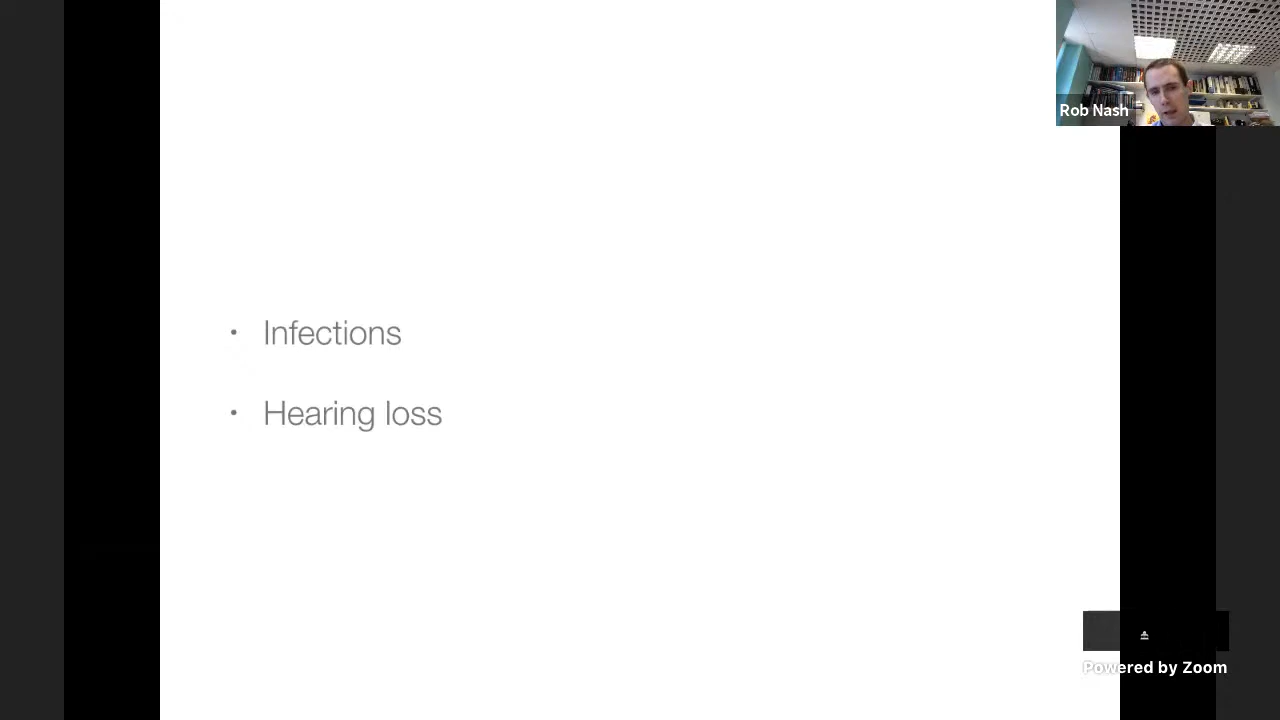 Rob Nash
• Infections
• Hearing loss
Powered by Zoom